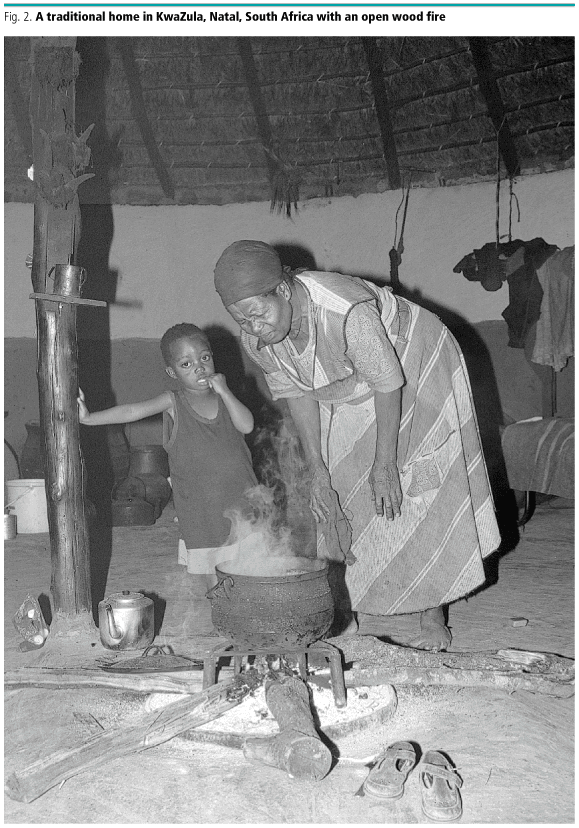 Fig. 2. A traditional home in KwaZula, Natal, South Africa with an open wood fire